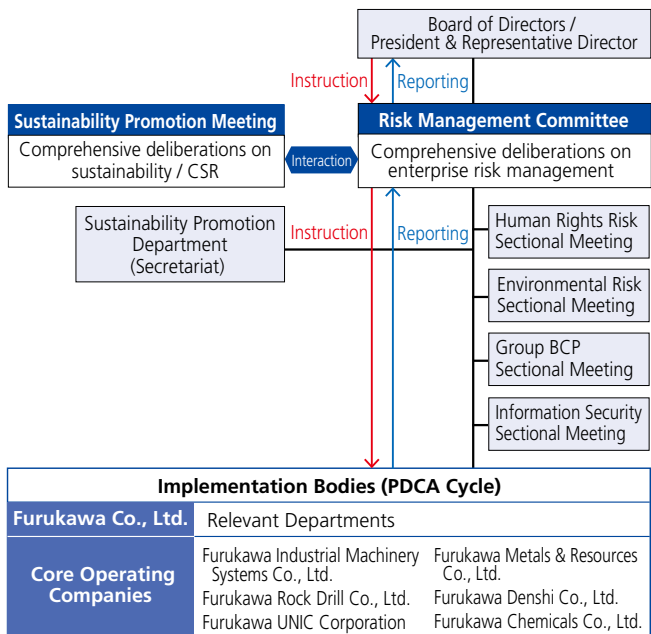 Board of Directors /
President & Representative Director
Instruction
Reporting
Sustainability Promotion Meeting
Comprehensive deliberations on
sustainability / CSR
Interaction
Risk Management Committee
Comprehensive deliberations on
enterprise risk management
Sustainability Promotion
Department
(Secretariat)
Instruction
Reporting
Human Rights Risk
Sectional Meeting
Environmental Risk
Sectional Meeting
Group BCP
Sectional Meeting
Information Security
Sectional Meeting
Implementation Bodies (PDCA Cycle)
Furukawa Co., Ltd.
Relevant Departments
Core Operating
Companies
Furukawa Industrial Machinery
Systems Co., Ltd.
Furukawa Rock Drill Co., Ltd.
Furukawa UNIC Corporation
Furukawa Metals & Resources
Co., Ltd.
Furukawa Denshi Co., Ltd.
Furukawa Chemicals Co., Ltd.